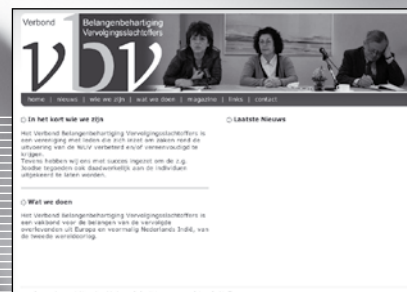 Verbond
Belangenbehartiging
Vervolgingsslachtoffers
vbv
home | nieuws | wie we zijn | wat we doen | magazine | links | contact
In het kort wie we zijn
Het Verbond Belangenbehartiging Vervolgingsslachtoffers is
een vereniging met leden die zich inzet om zaken rond de
uitvoering van de WUV verbeterd en/of vereenvoudigd te
krijgen.
Tevens hebben wij ons met succes ingezet om de z.g.
Joodse tegoeden ook daadwerkelijk aan de individuen
uitgekeerd te laten worden.
Wat we doen
Het Verbond Belangenbehartiging Vervolgingsslachtoffers is
een vakbond voor de belangen van de vervolgde
overlevenden uit Europa en voormalig Nederlands Indië, van
de tweede wereldoorlog.
Laatste Nieuws